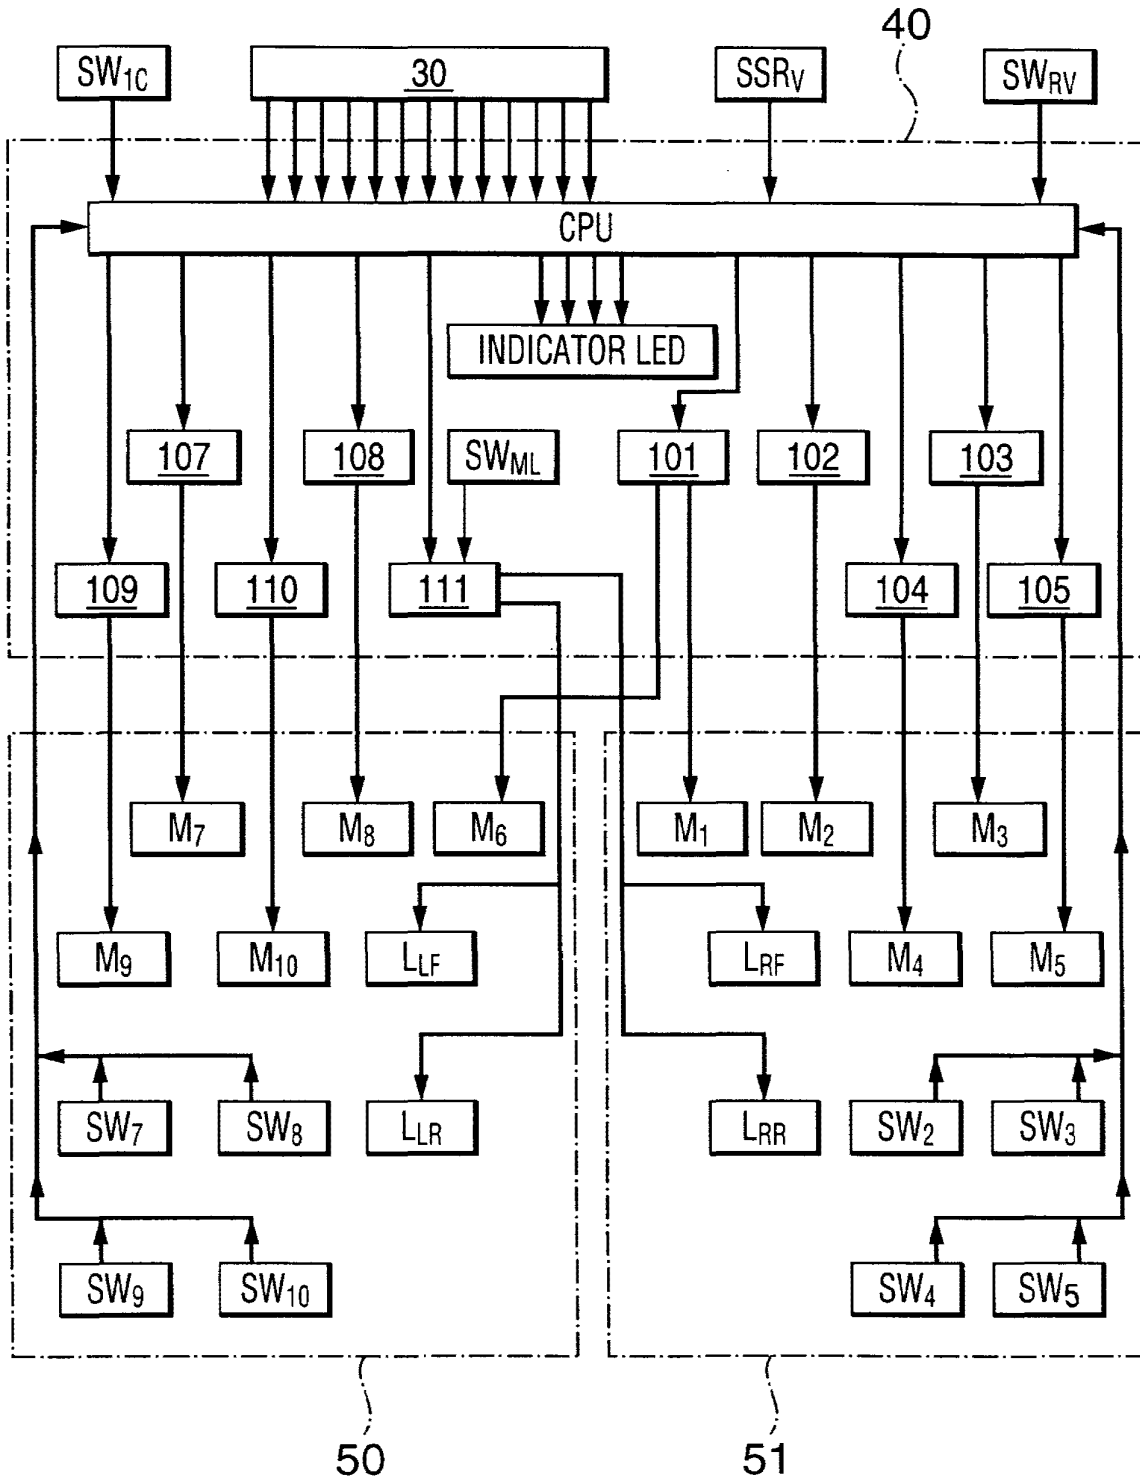 40
SW1C
30
SSRV
SWRV
CPU
INDICATOR LED
107
108
SWML
101
102
103
109
110
111
104
105
M7
M8
M6
M1
M2
M3
M9
M10
LLF
LRF
M4
M5
SW7
SW8
LLR
LRR
SW2
SW3
SW9
SW10
SW4
SW5
50
51